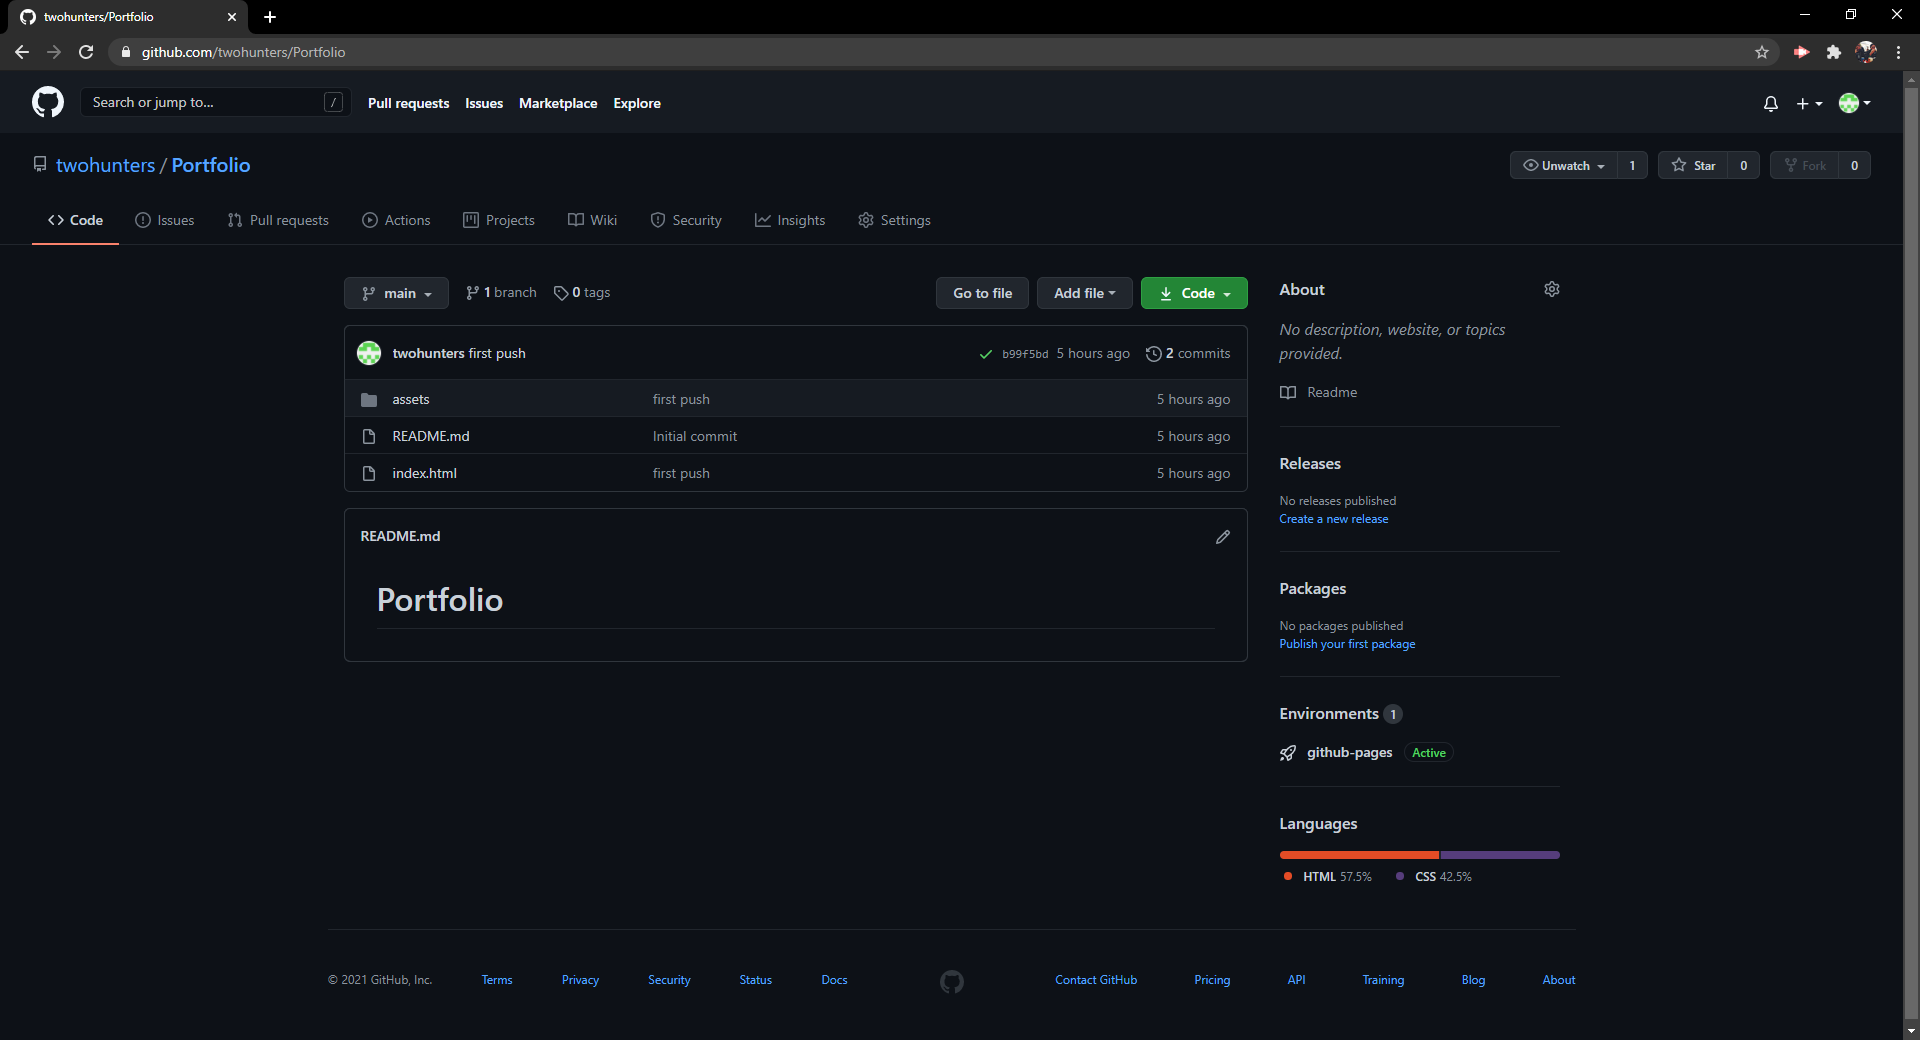 twohunters/Portfolio
github.com/twohunters/Portfolio
Search or jump to... / Pull requests Issues Marketplace Explore
twohunters / Portfolio Unwatch 1 Star 0 Fork 0
Code Issues Pull requests Actions Projects Wiki Security Insights Settings
main 1 branch 0 tags Go to file Add file Code
twohunters first push b99f5bd 5 hours ago 2 commits
assets first push 5 hours ago
README.md Initial commit 5 hours ago
index.html first push 5 hours ago
README.md
Portfolio
About
No description, website, or topics
provided.
Readme
Releases
No releases published
Create a new release
Packages
No packages published
Publish your first package
Environments 1
github-pages Active
Languages
HTML 57.5% CSS 42.5%
© 2021 GitHub, Inc. Terms Privacy Security Status Docs Contact GitHub Pricing API Training Blog About